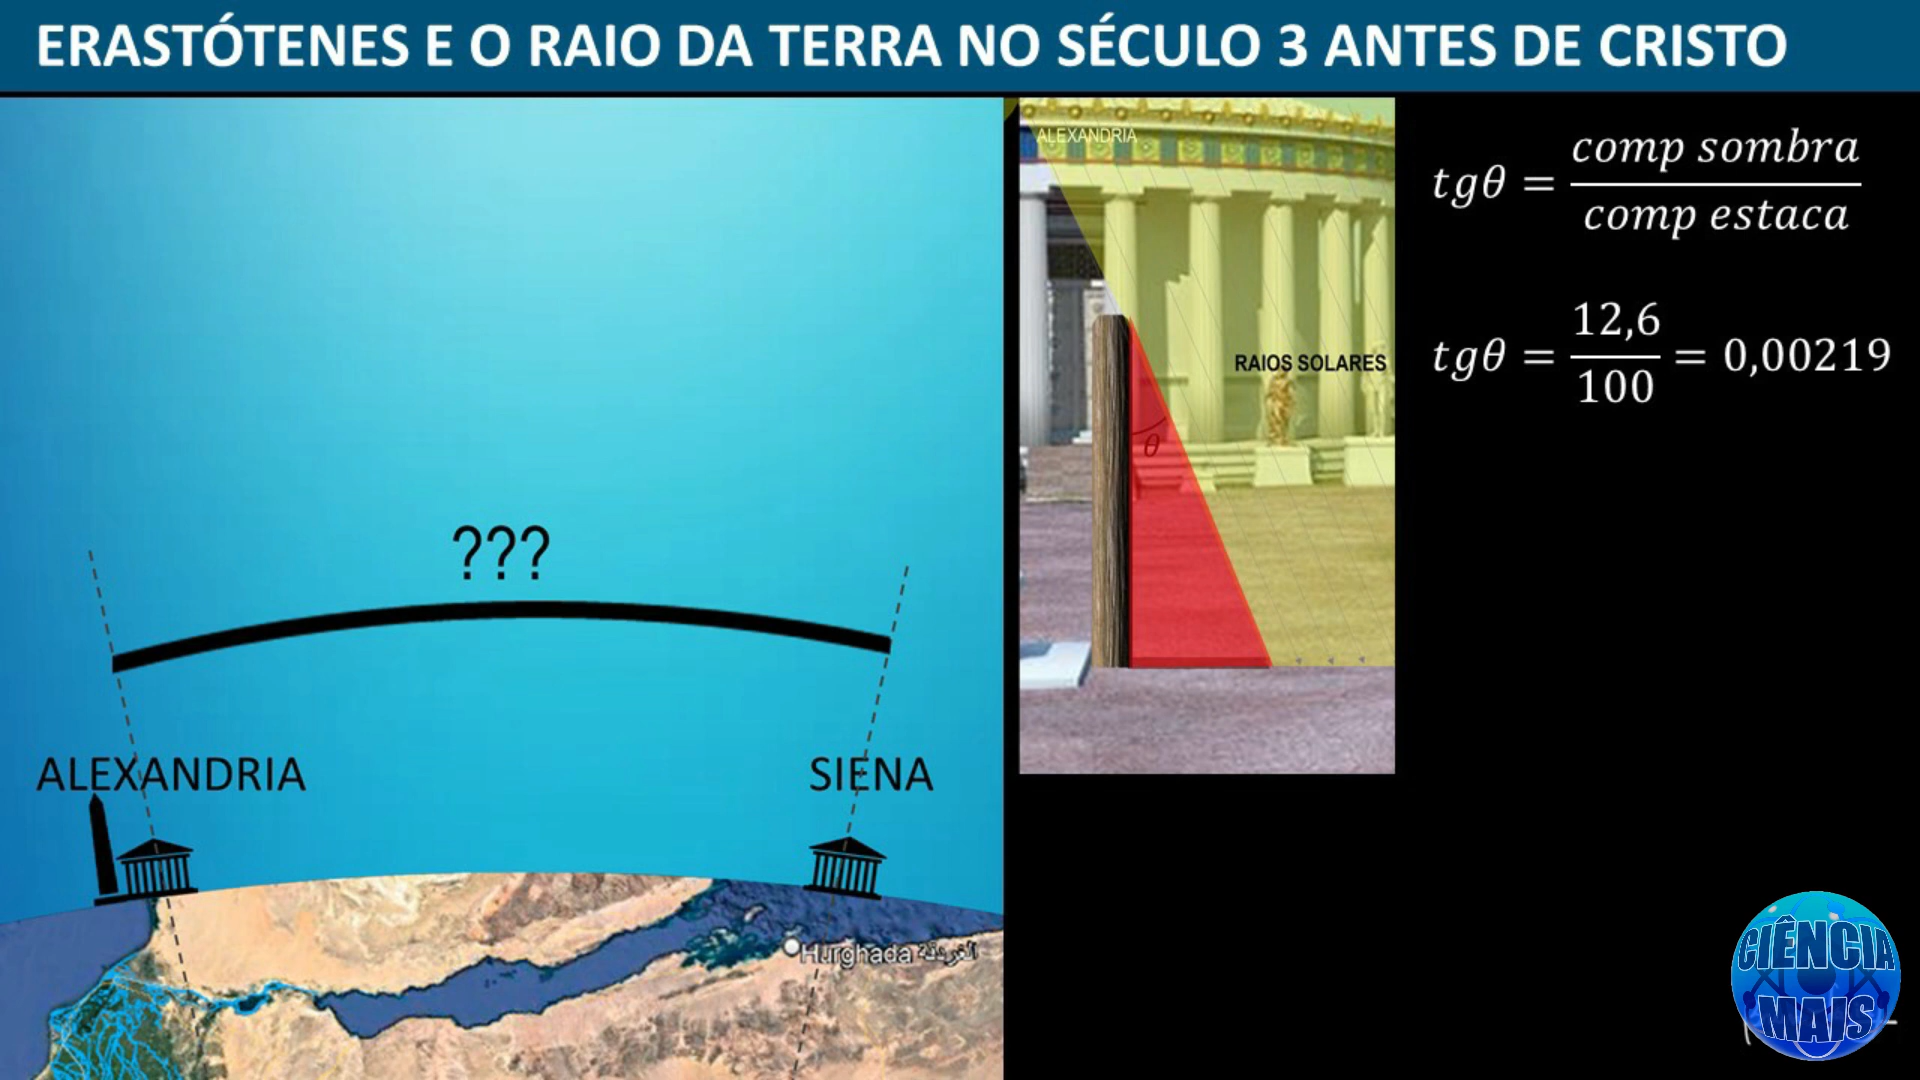 ERASTÓTENES E O RAIO DA TERRA NO SÉCULO 3 ANTES DE CRISTO
???
ALEXANDRIA
SIENA
Hurghada الغردقة
ALEXANDRIA
RAIOS SOLARES
θ
tgθ = comp sombra / comp estaca
tgθ = 12,6 / 100 = 0,00219
CIÊNCIA
MAIS